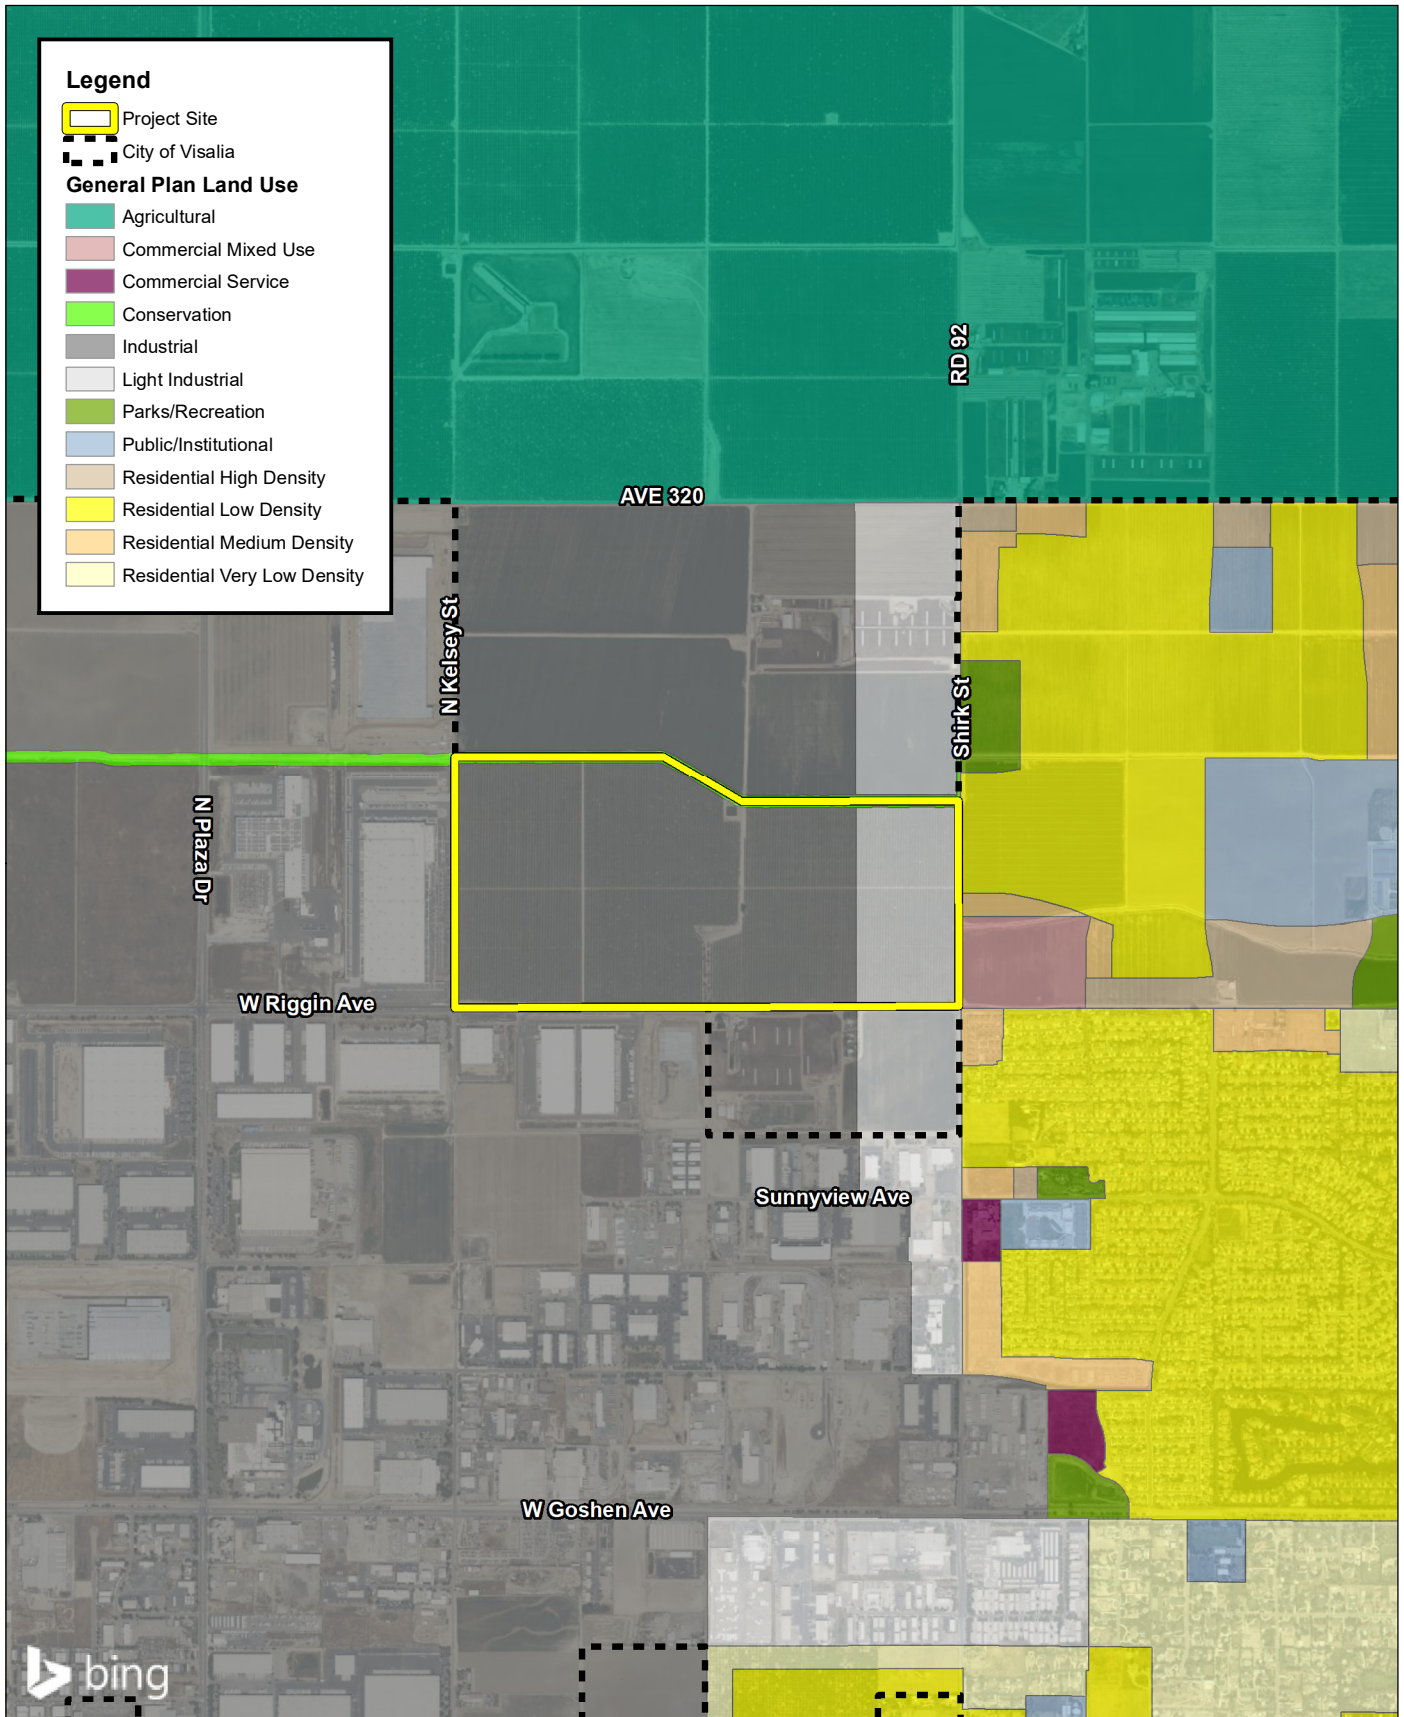 Legend
Project Site
City of Visalia
General Plan Land Use
Agricultural
Commercial Mixed Use
Commercial Service
Conservation
Industrial
Light Industrial
Parks/Recreation
Public/Institutional
Residential High Density
Residential Low Density
Residential Medium Density
Residential Very Low Density
RD 92
AVE 320
N Kelsey St
Shirk St
N Plaza Dr
W Riggin Ave
Sunnyview Ave
W Goshen Ave
bing